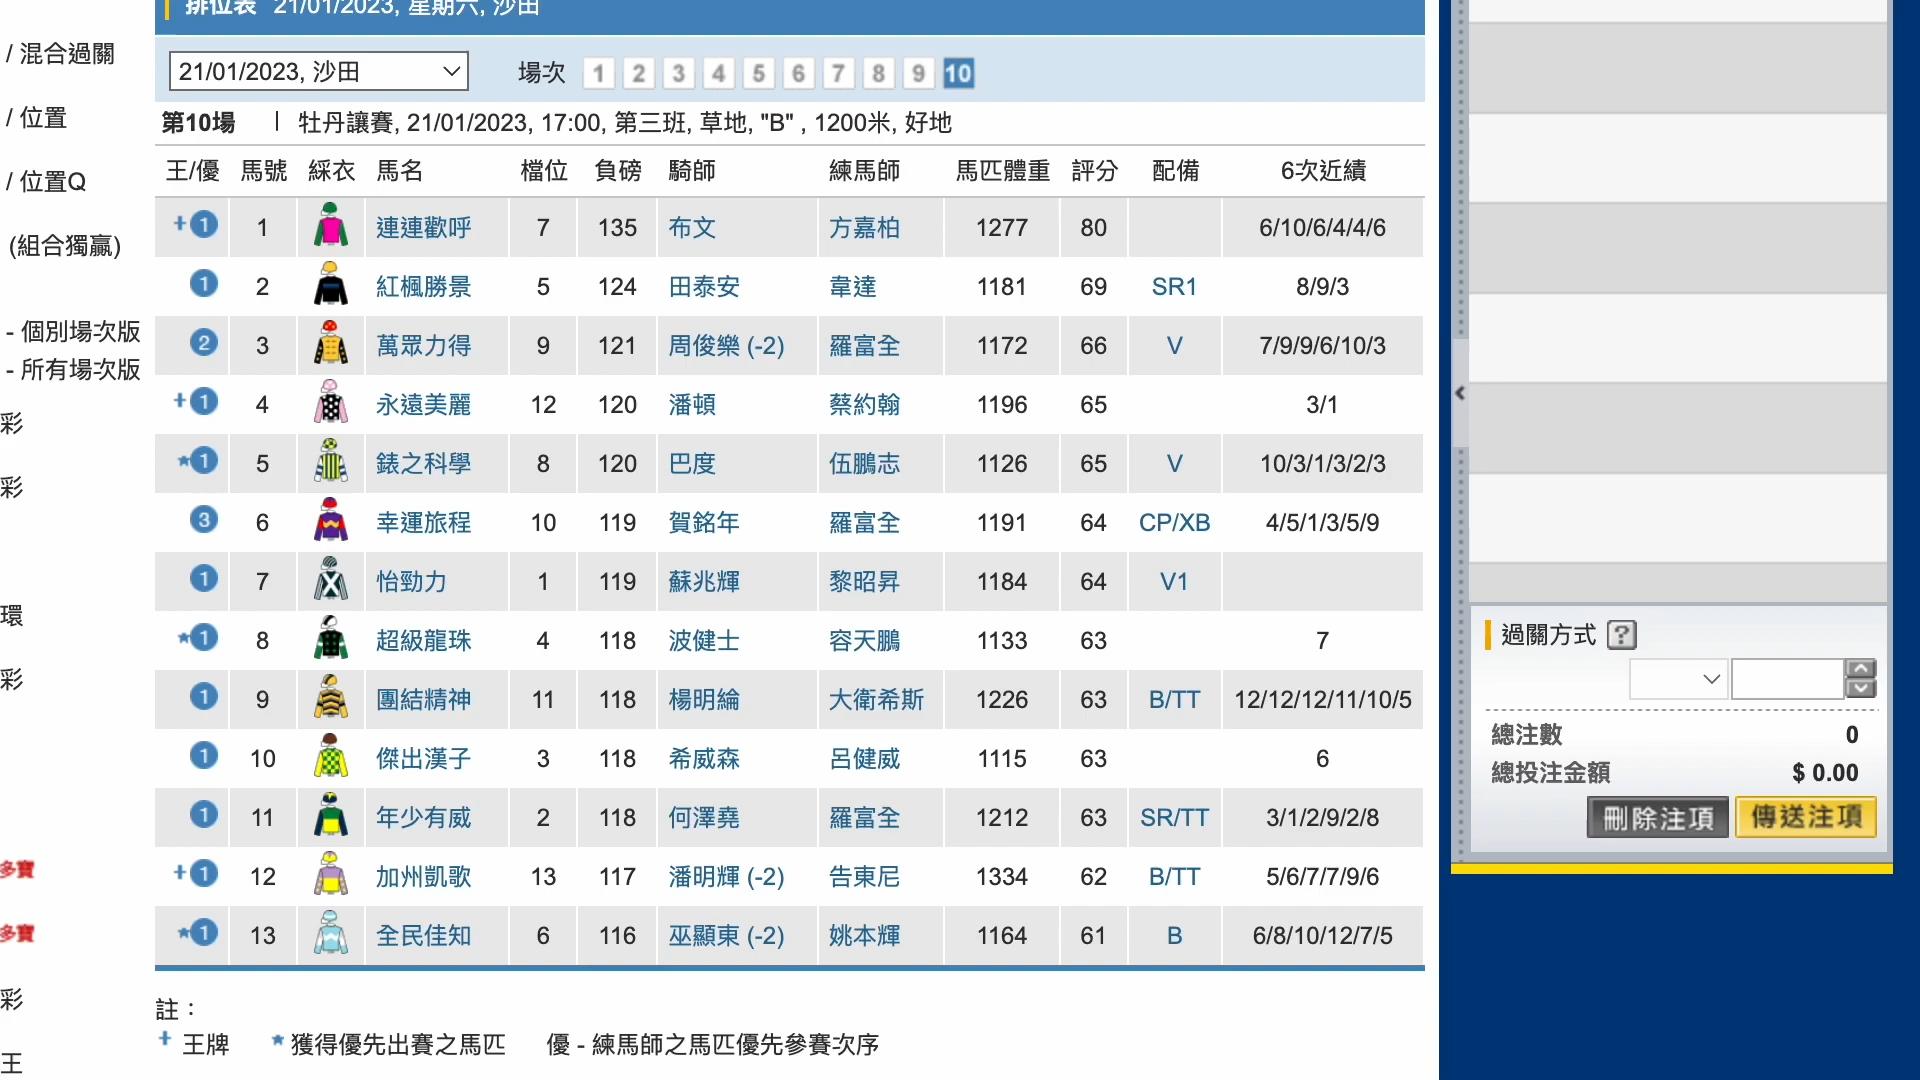 排位表 21/01/2023, 星期六, 沙田
/ 混合過關
21/01/2023, 沙田 場次 1 2 3 4 5 6 7 8 9 10
/ 位置
第10場 | 牡丹讓賽, 21/01/2023, 17:00, 第三班, 草地, "B" , 1200米, 好地
/ 位置Q
王/優 馬號 綵衣 馬名 檔位 負磅 騎師 練馬師 馬匹體重 評分 配備 6次近績
(組合獨贏)
+ 1 1 連連歡呼 7 135 布文 方嘉柏 1277 80 6/10/6/4/4/6
1 2 紅楓勝景 5 124 田泰安 韋達 1181 69 SR1 8/9/3
- 個別場次版
2 3 萬眾力得 9 121 周俊樂 (-2) 羅富全 1172 66 V 7/9/9/6/10/3
- 所有場次版
+ 1 4 永遠美麗 12 120 潘頓 蔡約翰 1196 65 3/1
彩
★ 1 5 錶之科學 8 120 巴度 伍鵬志 1126 65 V 10/3/1/3/2/3
彩
3 6 幸運旅程 10 119 賀銘年 羅富全 1191 64 CP/XB 4/5/1/3/5/9
1 7 怡勁力 1 119 蘇兆輝 黎昭昇 1184 64 V1
環
★ 1 8 超級龍珠 4 118 波健士 容天鵬 1133 63 7
彩
1 9 團結精神 11 118 楊明綸 大衛希斯 1226 63 B/TT 12/12/12/11/10/5
1 10 傑出漢子 3 118 希威森 呂健威 1115 63 6
1 11 年少有威 2 118 何澤堯 羅富全 1212 63 SR/TT 3/1/2/9/2/8
多寶
+ 1 12 加州凱歌 13 117 潘明輝 (-2) 告東尼 1334 62 B/TT 5/6/7/7/9/6
多寶
★ 1 13 全民佳知 6 116 巫顯東 (-2) 姚本輝 1164 61 B 6/8/10/12/7/5
彩
註：
+ 王牌 ★ 獲得優先出賽之馬匹 優 - 練馬師之馬匹優先參賽次序
王
過關方式 ?
總注數 0
總投注金額 $ 0.00
刪除注項 傳送注項